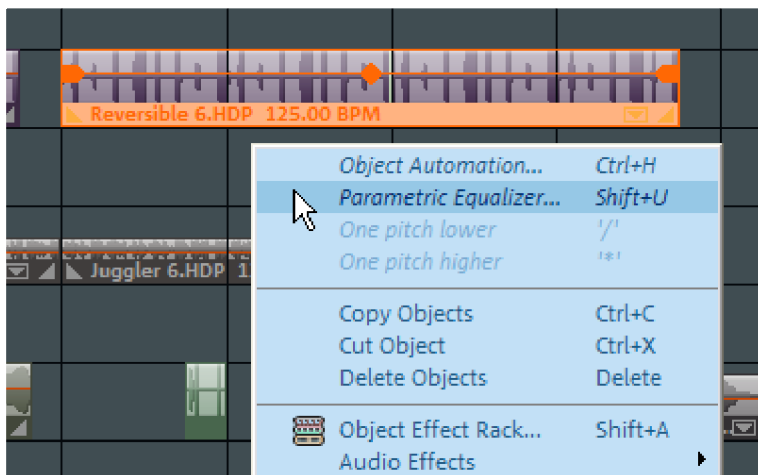 Reversible 6.HDP 125.00 BPM
Object Automation... Ctrl+H
Parametric Equalizer... Shift+U
One pitch lower '/'
One pitch higher '*'
Juggler 6.HDP 1
Copy Objects Ctrl+C
Cut Object Ctrl+X
Delete Objects Delete
Object Effect Rack... Shift+A
Audio Effects